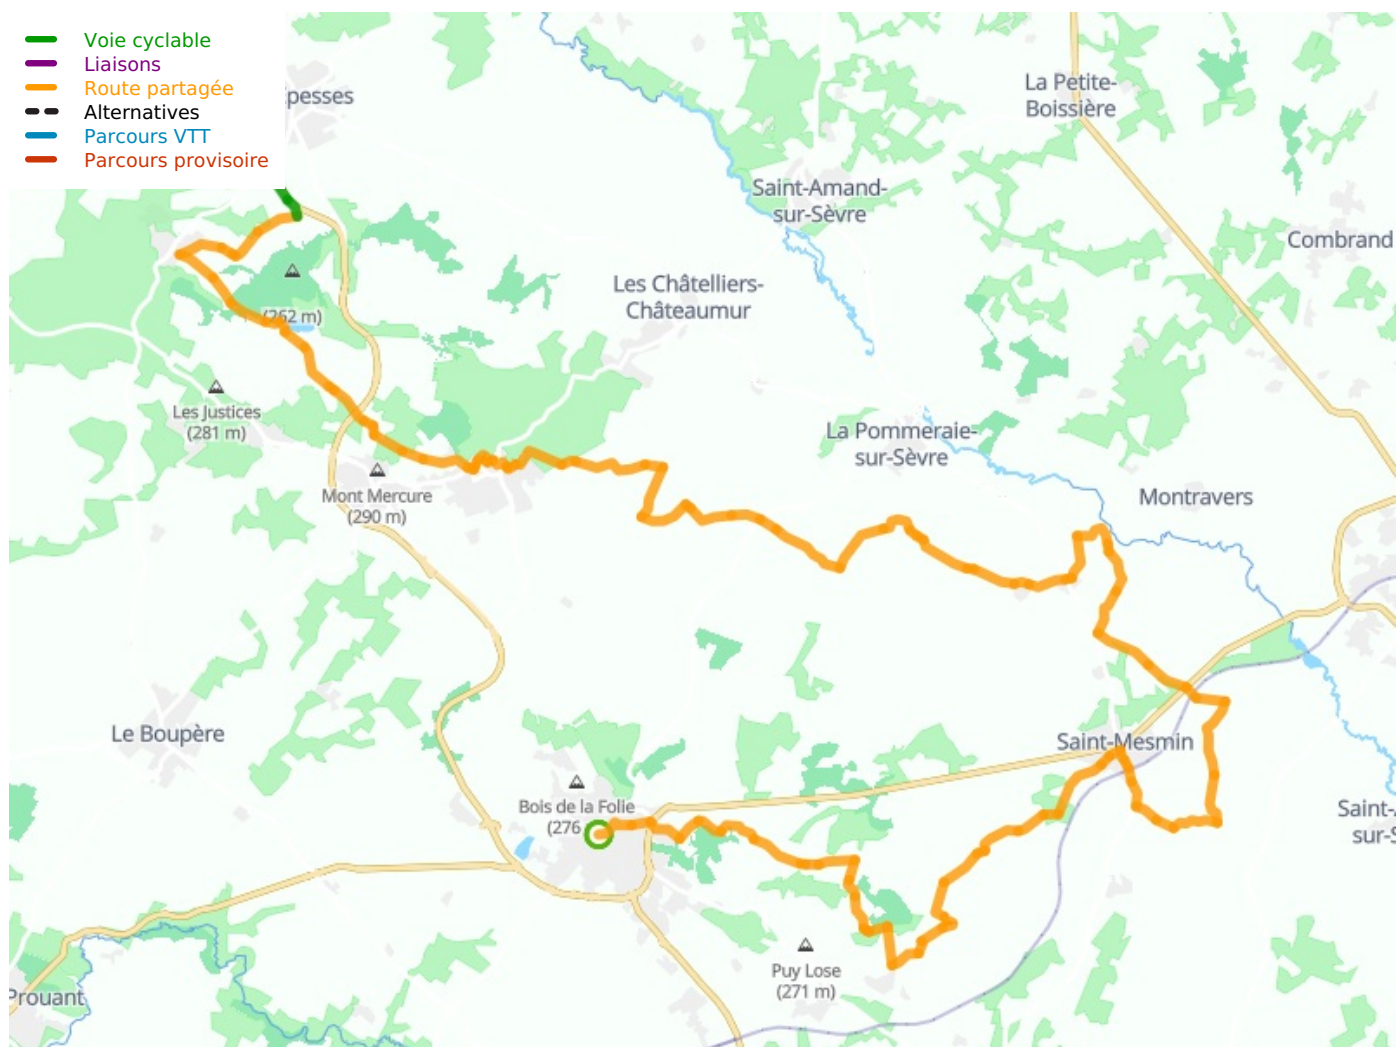 Voie cyclable
Liaisons
Route partagée
Alternatives
Parcours VTT
Parcours provisoire
pesses
La Petite-
Boissière
Saint-Amand-
sur-Sèvre
Combrand
Les Châtelliers-
Châteaumur
(262 m)
Les Justices
(281 m)
La Pommeraie-
sur-Sèvre
Mont Mercure
(290 m)
Montravers
Le Boupère
Saint-Mesmin
Bois de la Folie
(276
Saint-
sur-S
Puy Lose
(271 m)
Prouant